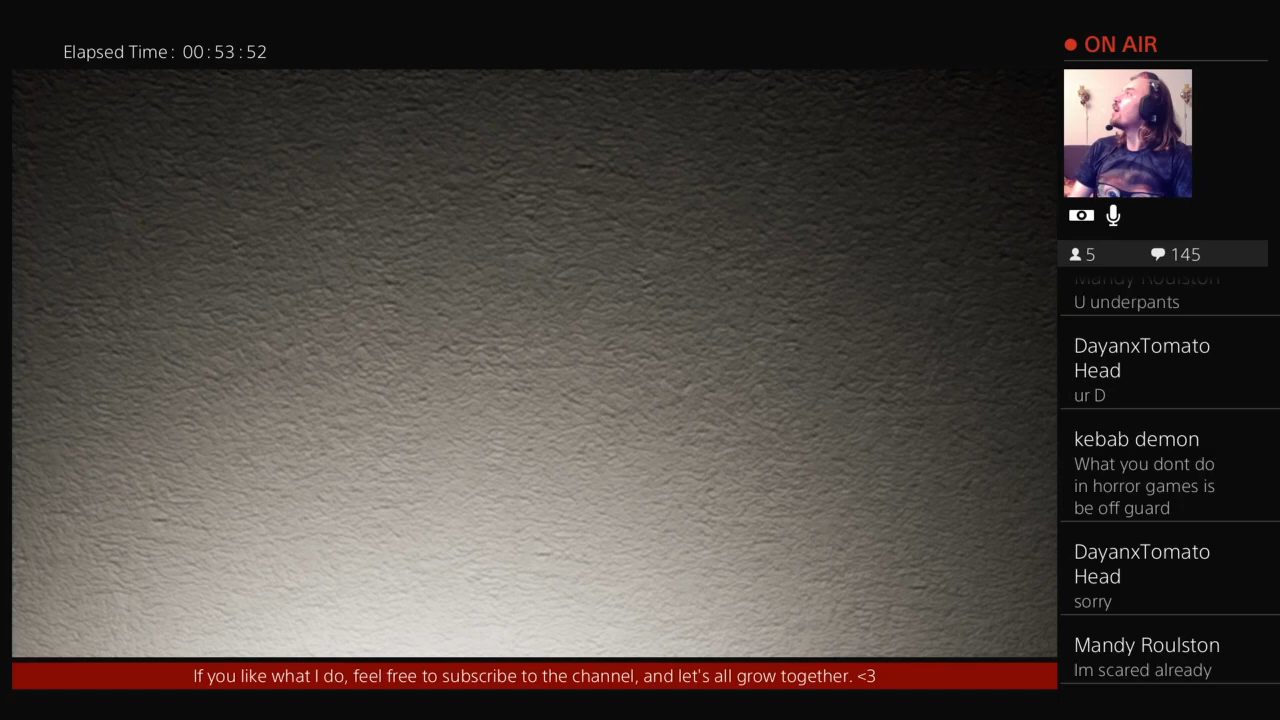 Elapsed Time: 00:53:52
ON AIR
5
145
Mandy Roulston
U underpants
DayanxTomato
Head
ur D
kebab demon
What you dont do
in horror games is
be off guard
DayanxTomato
Head
sorry
Mandy Roulston
Im scared already
If you like what I do, feel free to subscribe to the channel, and let's all grow together. <3